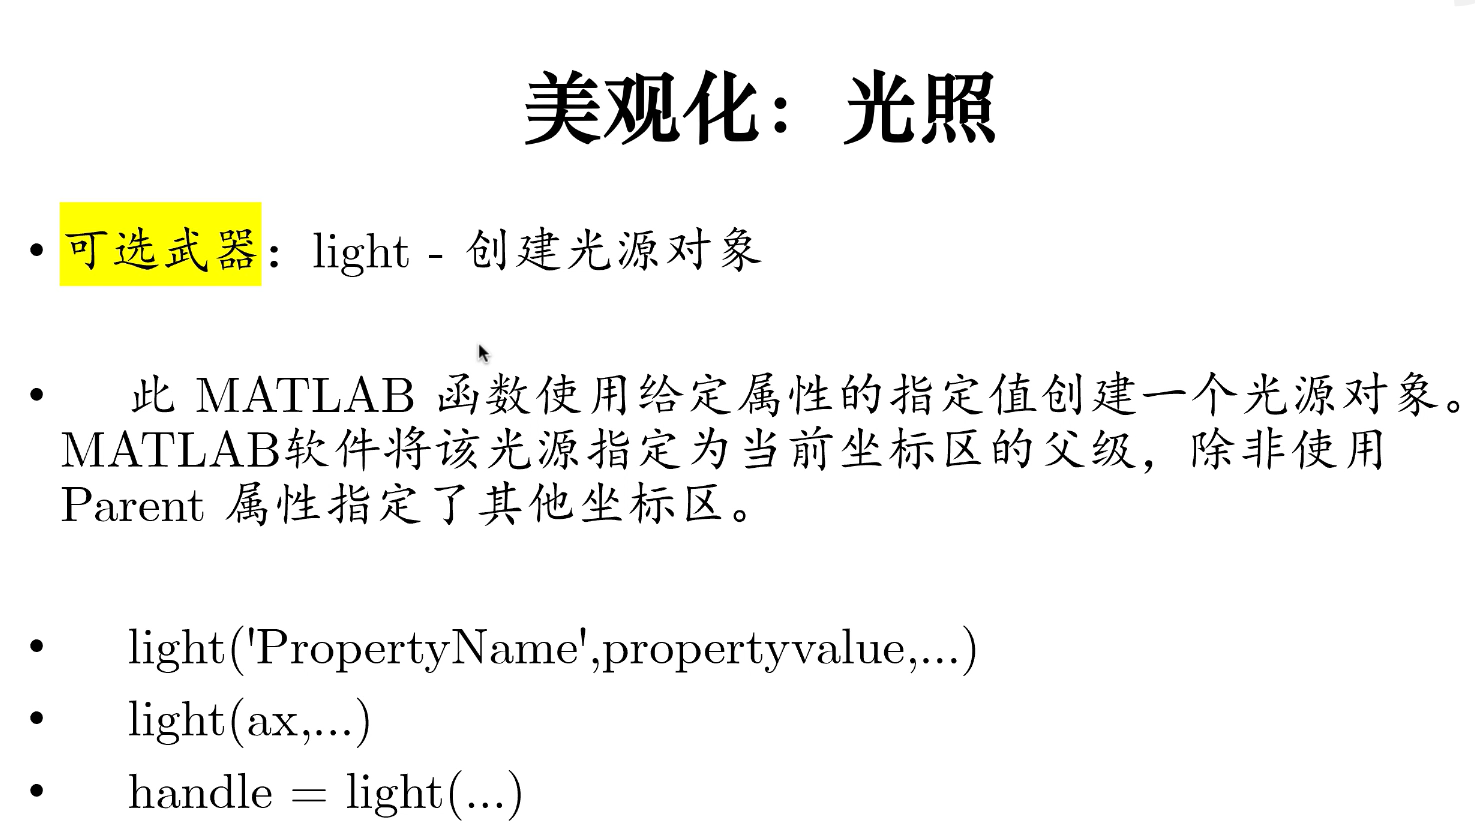 美观化：光照
• 可选武器：light - 创建光源对象
• 此 MATLAB 函数使用给定属性的指定值创建一个光源对象。
MATLAB软件将该光源指定为当前坐标区的父级，除非使用
Parent 属性指定了其他坐标区。
• light('PropertyName',propertyvalue,...)
• light(ax,...)
• handle = light(...)